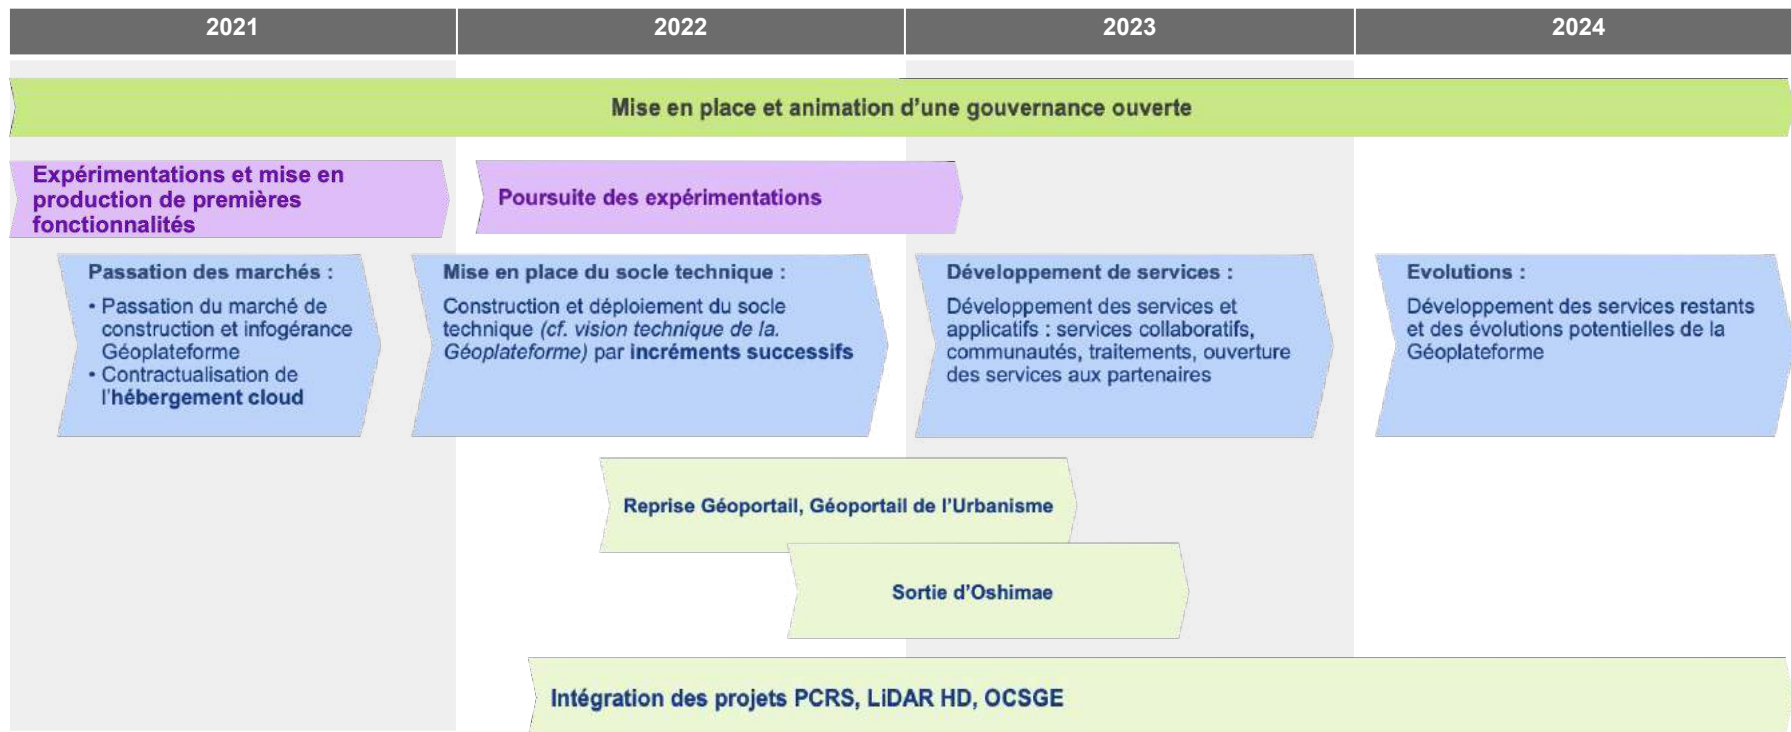 2021
2022
2023
2024
Mise en place et animation d’une gouvernance ouverte
Expérimentations et mise en
production de premières
fonctionnalités
Poursuite des expérimentations
Passation des marchés :
• Passation du marché de
construction et infogérance
Géoplateforme
• Contractualisation de
l’hébergement cloud
Mise en place du socle technique :
Construction et déploiement du socle
technique (cf. vision technique de la.
Géoplateforme) par incréments successifs
Développement de services :
Développement des services et
applicatifs : services collaboratifs,
communautés, traitements, ouverture
des services aux partenaires
Evolutions :
Développement des services restants
et des évolutions potentielles de la
Géoplateforme
Reprise Géoportail, Géoportail de l’Urbanisme
Sortie d’Oshimae
Intégration des projets PCRS, LiDAR HD, OCSGE